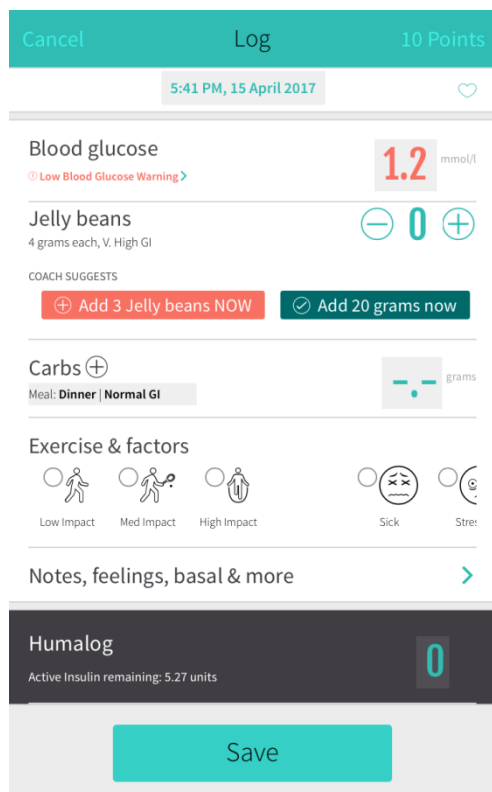 Cancel Log 10 Points
5:41 PM, 15 April 2017
Blood glucose
Low Blood Glucose Warning >
1.2 mmol/l
Jelly beans
4 grams each, V. High GI
0
COACH SUGGESTS
Add 3 Jelly beans NOW Add 20 grams now
Carbs
Meal: Dinner | Normal GI
-.- grams
Exercise & factors
Low Impact Med Impact High Impact Sick
Notes, feelings, basal & more >
Humalog
Active Insulin remaining: 5.27 units
0
Save